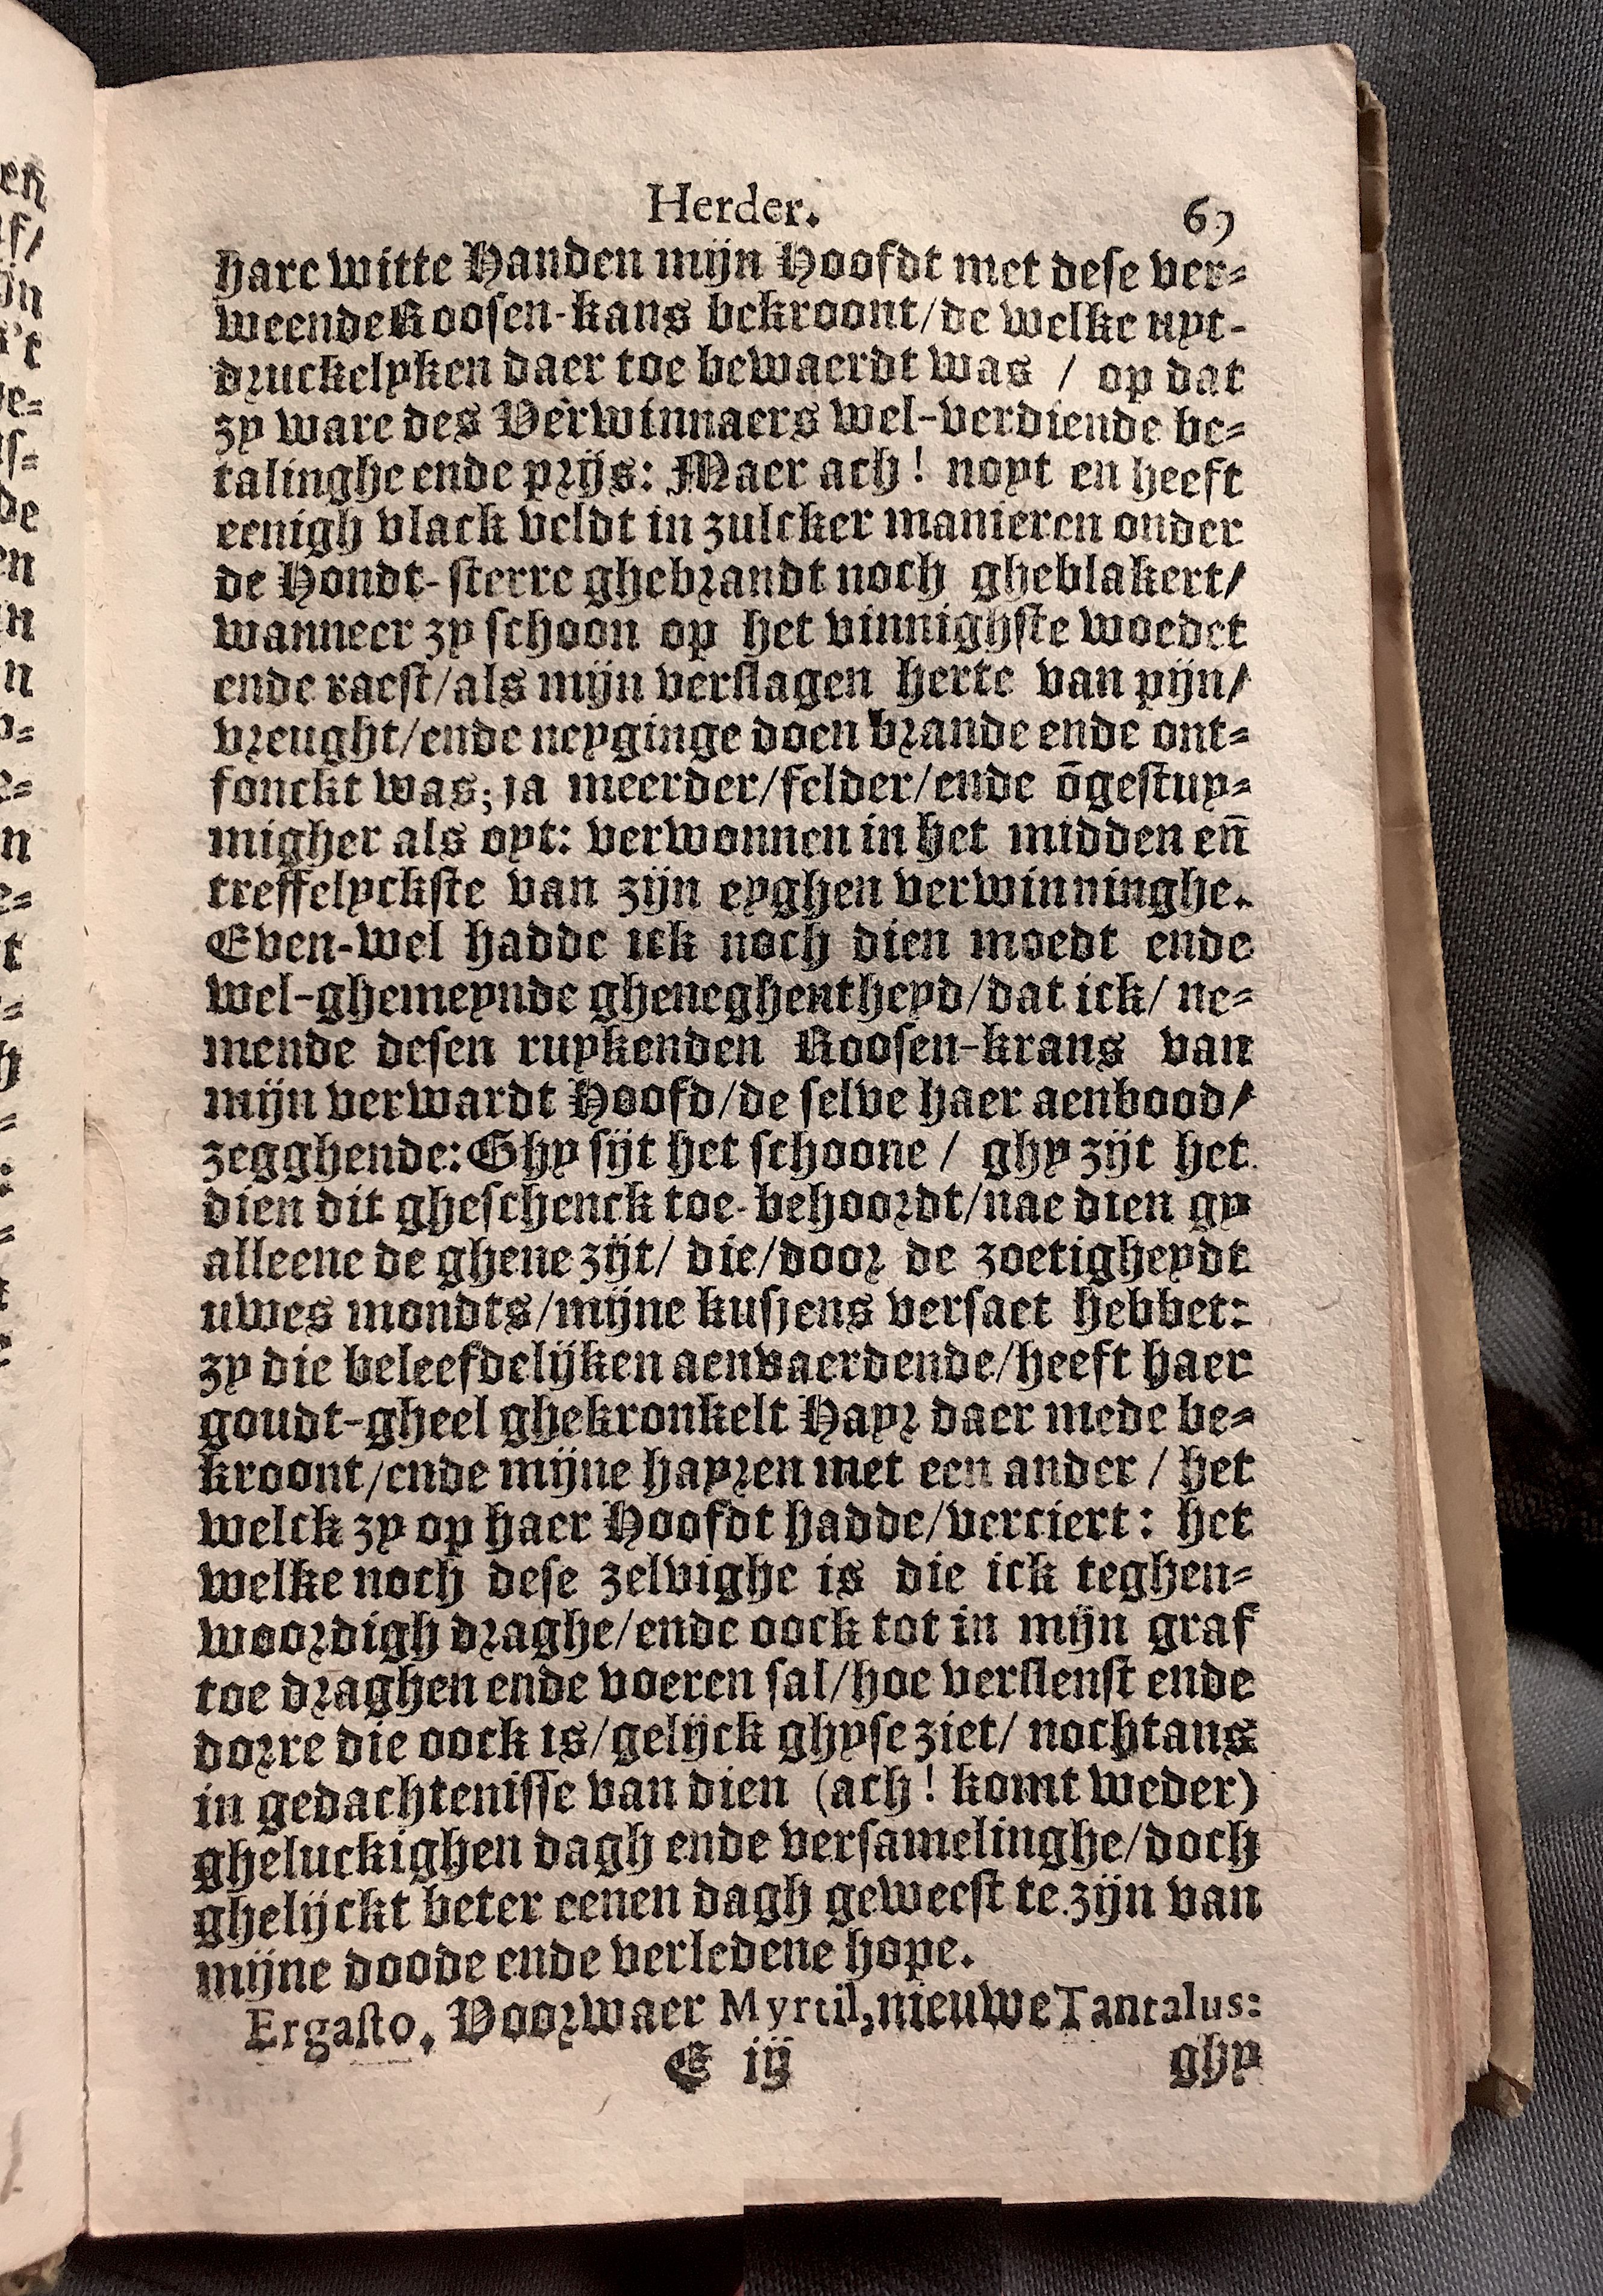 Herder. 69
hare witte Handen mijn Hoofdt met dese ver-
weende Roosen-kans bekroont/de welke uyt-
druckelyken daer toe bewaerdt was / op dat
zy ware des Verwinnaers wel-verdiende be-
talinghe ende prijs: Maer ach! noyt en heeft
eenigh vlack veldt in zulcker manieren onder
de Hondt-sterre ghebrandt noch gheblakert/
wanneer zy schoon op het vinnighste woedet
ende raest/als mijn verslagen herte van pijn/
vreught/ende neyginge doen brande ende ont-
fonckt was; ja meerder/felder/ende õgestuy-
migher als oyt: verwonnen in het midden eñ
treffelyckste van zijn eyghen verwinninghe.
Even-wel hadde ick noch dien moedt ende
wel-ghemeynde gheneghentheyd/dat ick/ ne-
mende desen ruykenden Roosen-krans van
mijn verwardt Hoofd/de selve haer aenbood/
zegghende: Ghy sijt het schoone / ghy zijt het
dien dit gheschenck toe-behoordt/nae dien gy
alleene de ghene zijt/ die/door de zoetigheydt
uwes mondts/mijne kusjens versaet hebbet:
zy die beleefdelijken aenvaerdende/heeft haer
goudt-gheel ghekronkelt Hayr daer mede be-
kroont/ende mijne hayren met een ander / het
welck zy op haer Hoofdt hadde/verciert: het
welke noch dese zelvighe is die ick teghen-
woordigh draghe/ende oock tot in mijn graf
toe draghen ende voeren sal/hoe verslenst ende
dorre die oock is/gelijck ghyse ziet/ nochtans
in gedachtenisse van dien (ach! komt weder)
gheluckighen dagh ende versamelinghe/doch
ghelijckt beter eenen dagh geweest te zijn van
mijne doode ende verledene hope.
Ergasto. Voorwaer Myrtil, nieuwe Tantalus:
E iij ghy